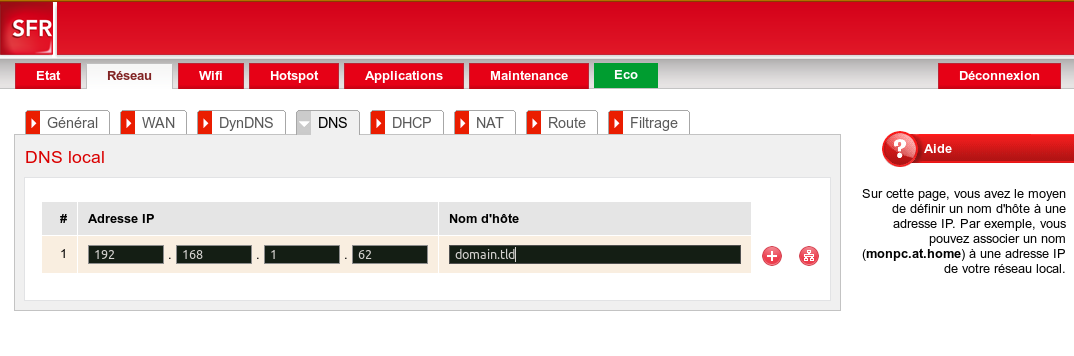 SFR
Etat Réseau Wifi Hotspot Applications Maintenance Eco Déconnexion
Général WAN DynDNS DNS DHCP NAT Route Filtrage
DNS local
# Adresse IP Nom d'hôte
1 192 . 168 . 1 . 62 domain.tld
? Aide
Sur cette page, vous avez le moyen
de définir un nom d'hôte à une
adresse IP. Par exemple, vous
pouvez associer un nom
(monpc.at.home) à une adresse IP
de votre réseau local.